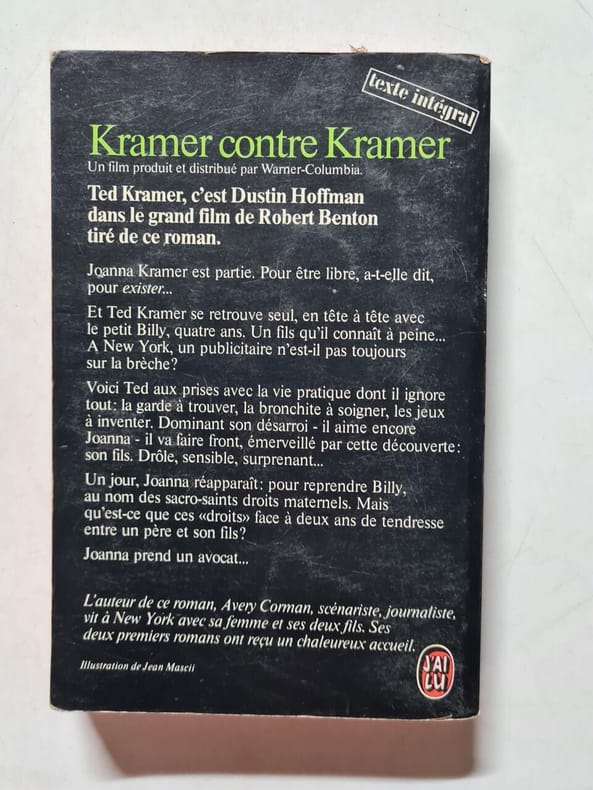 texte intégral
Kramer contre Kramer
Un film produit et distribué par Warner-Columbia.
Ted Kramer, c'est Dustin Hoffman
dans le grand film de Robert Benton
tiré de ce roman.
Joanna Kramer est partie. Pour être libre, a-t-elle dit,
pour exister...
Et Ted Kramer se retrouve seul, en tête à tête avec
le petit Billy, quatre ans. Un fils qu'il connaît à peine...
A New York, un publicitaire n'est-il pas toujours
sur la brèche?
Voici Ted aux prises avec la vie pratique dont il ignore
tout: la garde à trouver, la bronchite à soigner, les jeux
à inventer. Dominant son désarroi - il aime encore
Joanna - il va faire front, émerveillé par cette découverte:
son fils. Drôle, sensible, surprenant...
Un jour, Joanna réapparaît: pour reprendre Billy,
au nom des sacro-saints droits maternels. Mais
qu'est-ce que ces «droits» face à deux ans de tendresse
entre un père et son fils?
Joanna prend un avocat...
L'auteur de ce roman, Avery Corman, scénariste, journaliste,
vit à New York avec sa femme et ses deux fils. Ses
deux premiers romans ont reçu un chaleureux accueil.
Illustration de Jean Mascii
J'AI
LU